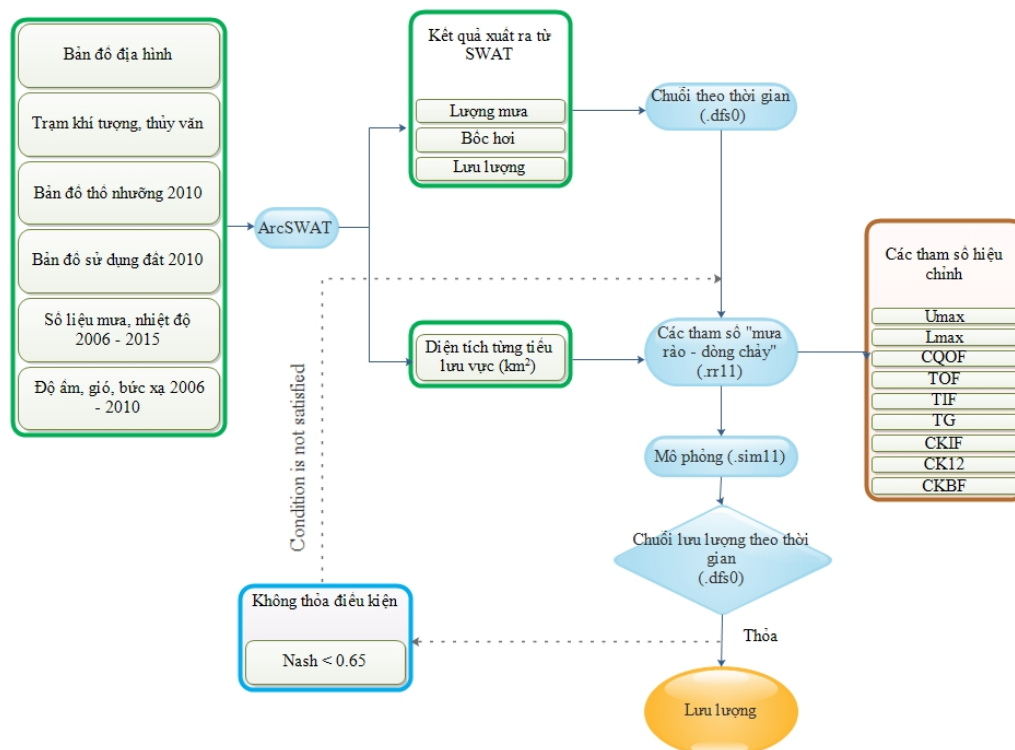 Bản đồ địa hình
Trạm khí tượng, thủy văn
Bản đồ thổ nhưỡng 2010
Bản đồ sử dụng đất 2010
Số liệu mưa, nhiệt độ
2006 - 2015
Độ ẩm, gió, bức xạ 2006
- 2010
ArcSWAT
Kết quả xuất ra từ
SWAT
Lượng mưa
Bốc hơi
Lưu lượng
Chuỗi theo thời gian
(.dfs0)
Diện tích từng tiểu
lưu vực (km²)
Các tham số "mưa
rào - dòng chảy"
(.rr11)
Các tham số hiệu
chỉnh
Umax
Lmax
CQOF
TOF
TIF
TG
CKIF
CK12
CKBF
Mô phỏng (.sim11)
Chuỗi lưu lượng theo thời
gian
(.dfs0)
Condition is not satisfied
Không thỏa điều kiện
Nash < 0.65
Thỏa
Lưu lượng